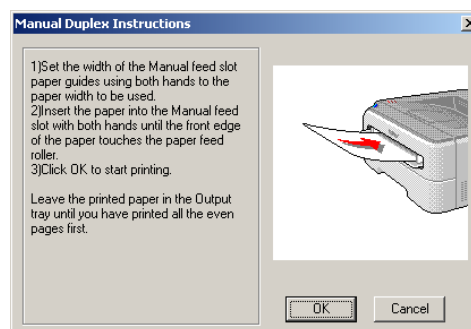 Manual Duplex Instructions
1)Set the width of the Manual feed slot
paper guides using both hands to the
paper width to be used.
2)Insert the paper into the Manual feed
slot with both hands until the front edge
of the paper touches the paper feed
roller.
3)Click OK to start printing.
Leave the printed paper in the Output
tray until you have printed all the even
pages first.
OK
Cancel